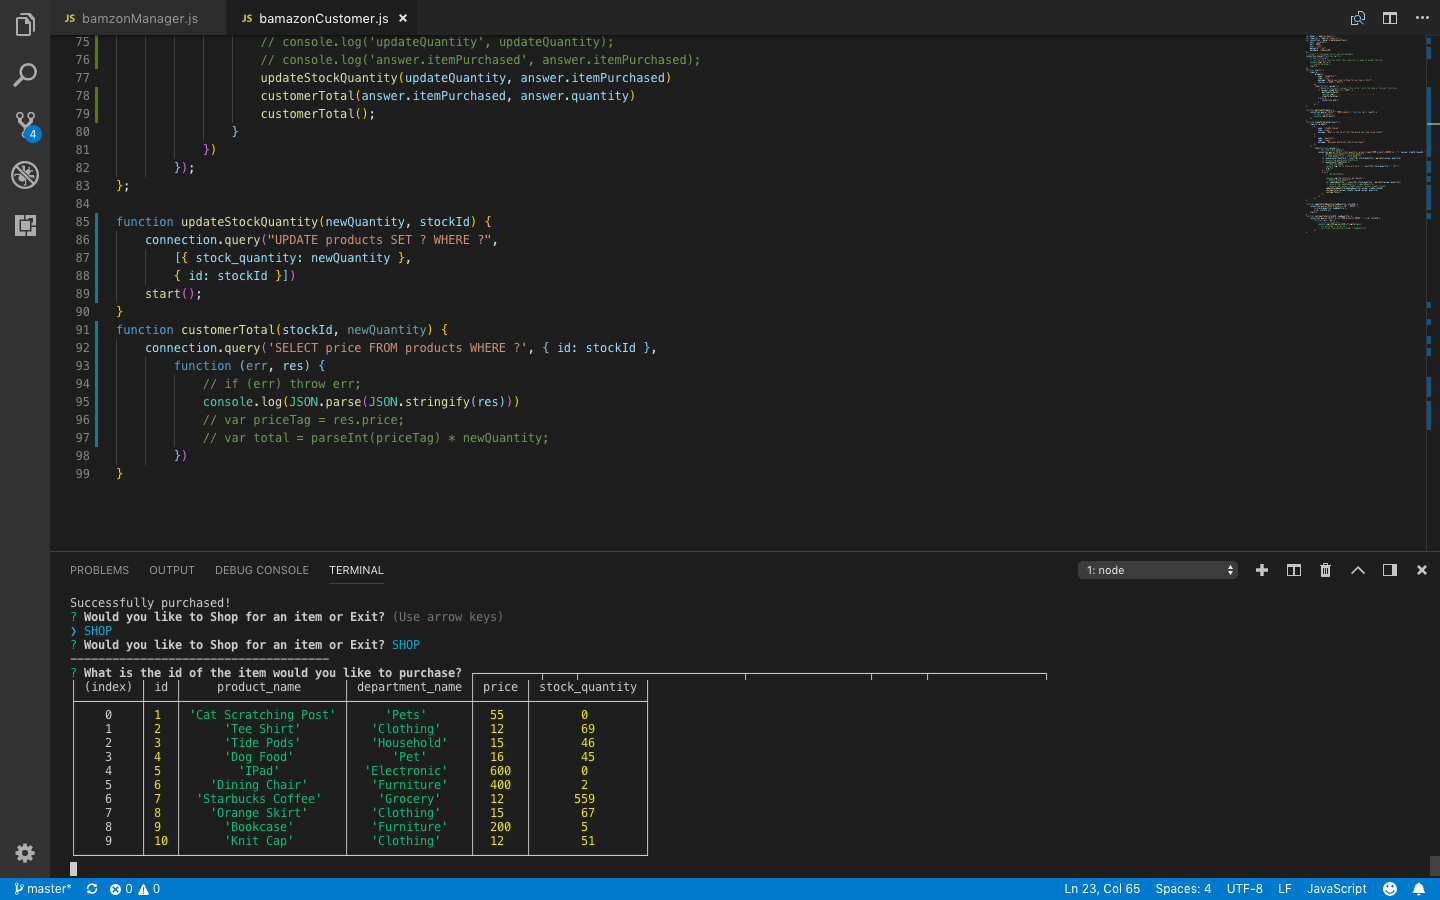 JS bamzonManager.js
JS bamazonCustomer.js ×
75 // console.log('updateQuantity', updateQuantity);
76 // console.log('answer.itemPurchased', answer.itemPurchased);
77 updateStockQuantity(updateQuantity, answer.itemPurchased)
78 customerTotal(answer.itemPurchased, answer.quantity)
79 customerTotal();
80 }
81 })
82 });
83 };
84
85 function updateStockQuantity(newQuantity, stockId) {
86 connection.query("UPDATE products SET ? WHERE ?",
87 [{ stock_quantity: newQuantity },
88 { id: stockId }])
89 start();
90 }
91 function customerTotal(stockId, newQuantity) {
92 connection.query('SELECT price FROM products WHERE ?', { id: stockId },
93 function (err, res) {
94 // if (err) throw err;
95 console.log(JSON.parse(JSON.stringify(res)))
96 // var priceTag = res.price;
97 // var total = parseInt(priceTag) * newQuantity;
98 })
99 }
4
PROBLEMS OUTPUT DEBUG CONSOLE TERMINAL 1: node
Successfully purchased!
? Would you like to Shop for an item or Exit? (Use arrow keys)
❯ SHOP
? Would you like to Shop for an item or Exit? SHOP
-------------------------------------
? What is the id of the item would you like to purchase?
(index) id product_name department_name price stock_quantity
0 1 'Cat Scratching Post' 'Pets' 55 0
1 2 'Tee Shirt' 'Clothing' 12 69
2 3 'Tide Pods' 'Household' 15 46
3 4 'Dog Food' 'Pet' 16 45
4 5 'IPad' 'Electronic' 600 0
5 6 'Dining Chair' 'Furniture' 400 2
6 7 'Starbucks Coffee' 'Grocery' 12 559
7 8 'Orange Skirt' 'Clothing' 15 67
8 9 'Bookcase' 'Furniture' 200 5
9 10 'Knit Cap' 'Clothing' 12 51
master* 0 0 Ln 23, Col 65 Spaces: 4 UTF-8 LF JavaScript